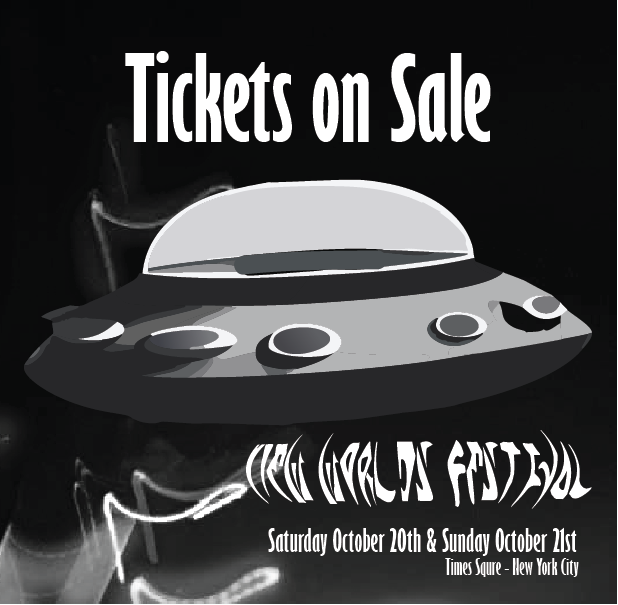 Tickets on Sale
NEW WORLDS FESTIVAL
Saturday October 20th & Sunday October 21st
Times Squre - New York City